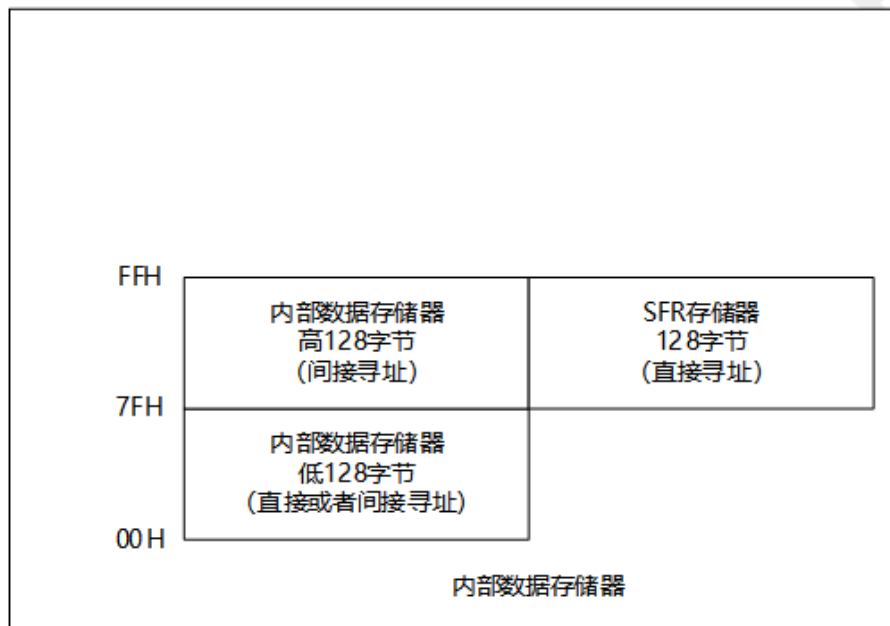 FFH
内部数据存储器
高128字节
(间接寻址)
SFR存储器
128字节
(直接寻址)
7FH
内部数据存储器
低128字节
(直接或者间接寻址)
00H
内部数据存储器